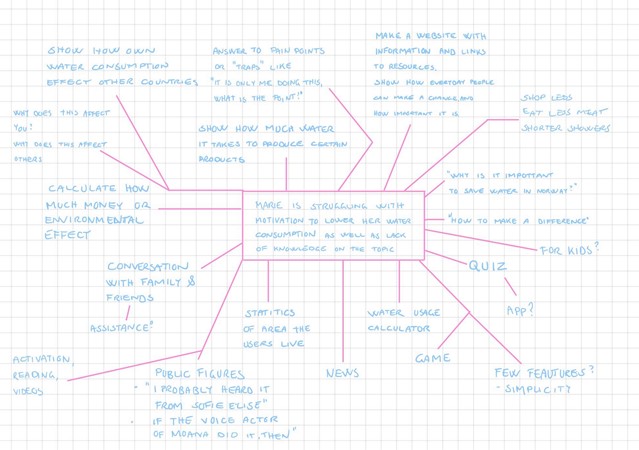 SHOW HOW OWN
WATER CONSUMPTION
EFFECT OTHER COUNTRIES
ANSWER TO PAIN POINTS
OR "TRAPS" LIKE
"IT IS ONLY ME DOING THIS,
WHAT IS THE POINT?"
MAKE A WEBSITE WITH
INFORMATION AND LINKS
TO RESOURCES.
SHOW HOW EVERYDAY PEOPLE
CAN MAKE A CHANGE, AND
HOW IMPORTANT IT IS
SHOP LESS
EAT LESS MEAT
SHORTER SHOWERS
WHY DOES THIS AFFECT
YOU?
WHY DOES THIS AFFECT
OTHERS
SHOW HOW MUCH WATER
IT TAKES TO PRODUCE CERTAIN
PRODUCTS
"WHY IS IT IMPORTANT
TO SAVE WATER IN NORWAY?"
CALCULATE HOW
MUCH MONEY OR
ENVIRONMENTAL
EFFECT
MARIE IS STRUGGLING WITH
MOTIVATION TO LOWER HER WATER
CONSUMPTION AS WELL AS LACK
OF KNOWLEDGE ON THE TOPIC
"HOW TO MAKE A DIFFERENCE"
FOR KIDS?
CONVERSATION
WITH FAMILY &
FRIENDS
QUIZ
ASSISTANCE?
STATITICS
OF AREA THE
USERS LIVE
WATER USAGE
CALCULATOR
APP?
ACTIVATION,
READING,
VIDEOS
PUBLIC FIGURES
- "I PROBABLY HEARD IT
FROM SOFIE ELISE"
- IF THE VOICE ACTER
OF MOANA DID IT, THEN"
NEWS
GAME
FEW FEAUTURES?
- SIMPLICITY